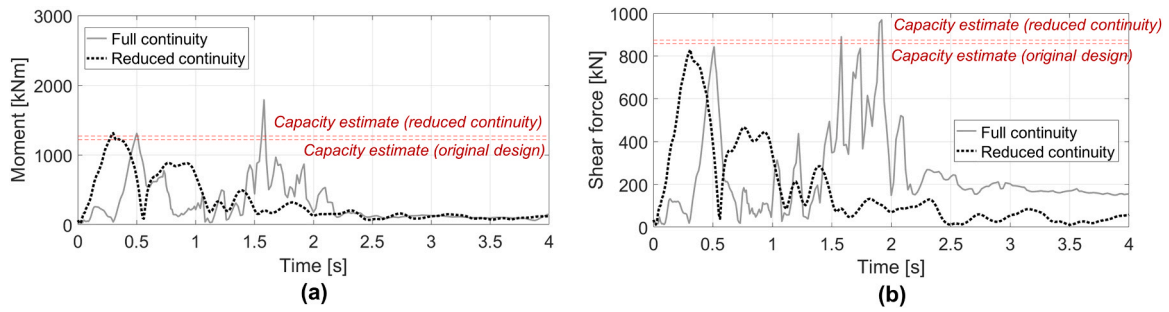 3000
2000
1000
0
Moment [kNm]
Full continuity
Reduced continuity
Capacity estimate (reduced continuity)
Capacity estimate (original design)
0 0.5 1 1.5 2 2.5 3 3.5 4
Time [s]
(a)
1000
800
600
400
200
0
Shear force [kN]
Capacity estimate (reduced continuity)
Capacity estimate (original design)
Full continuity
Reduced continuity
0 0.5 1 1.5 2 2.5 3 3.5 4
Time [s]
(b)